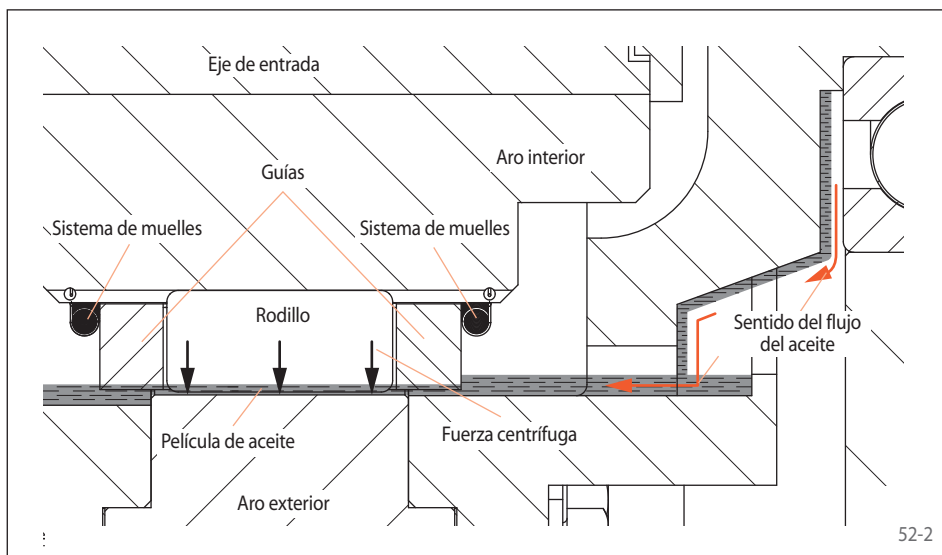 Eje de entrada
Aro interior
Guías
Sistema de muelles
Sistema de muelles
Rodillo
Sentido del flujo
del aceite
Película de aceite
Fuerza centrífuga
Aro exterior
52-2